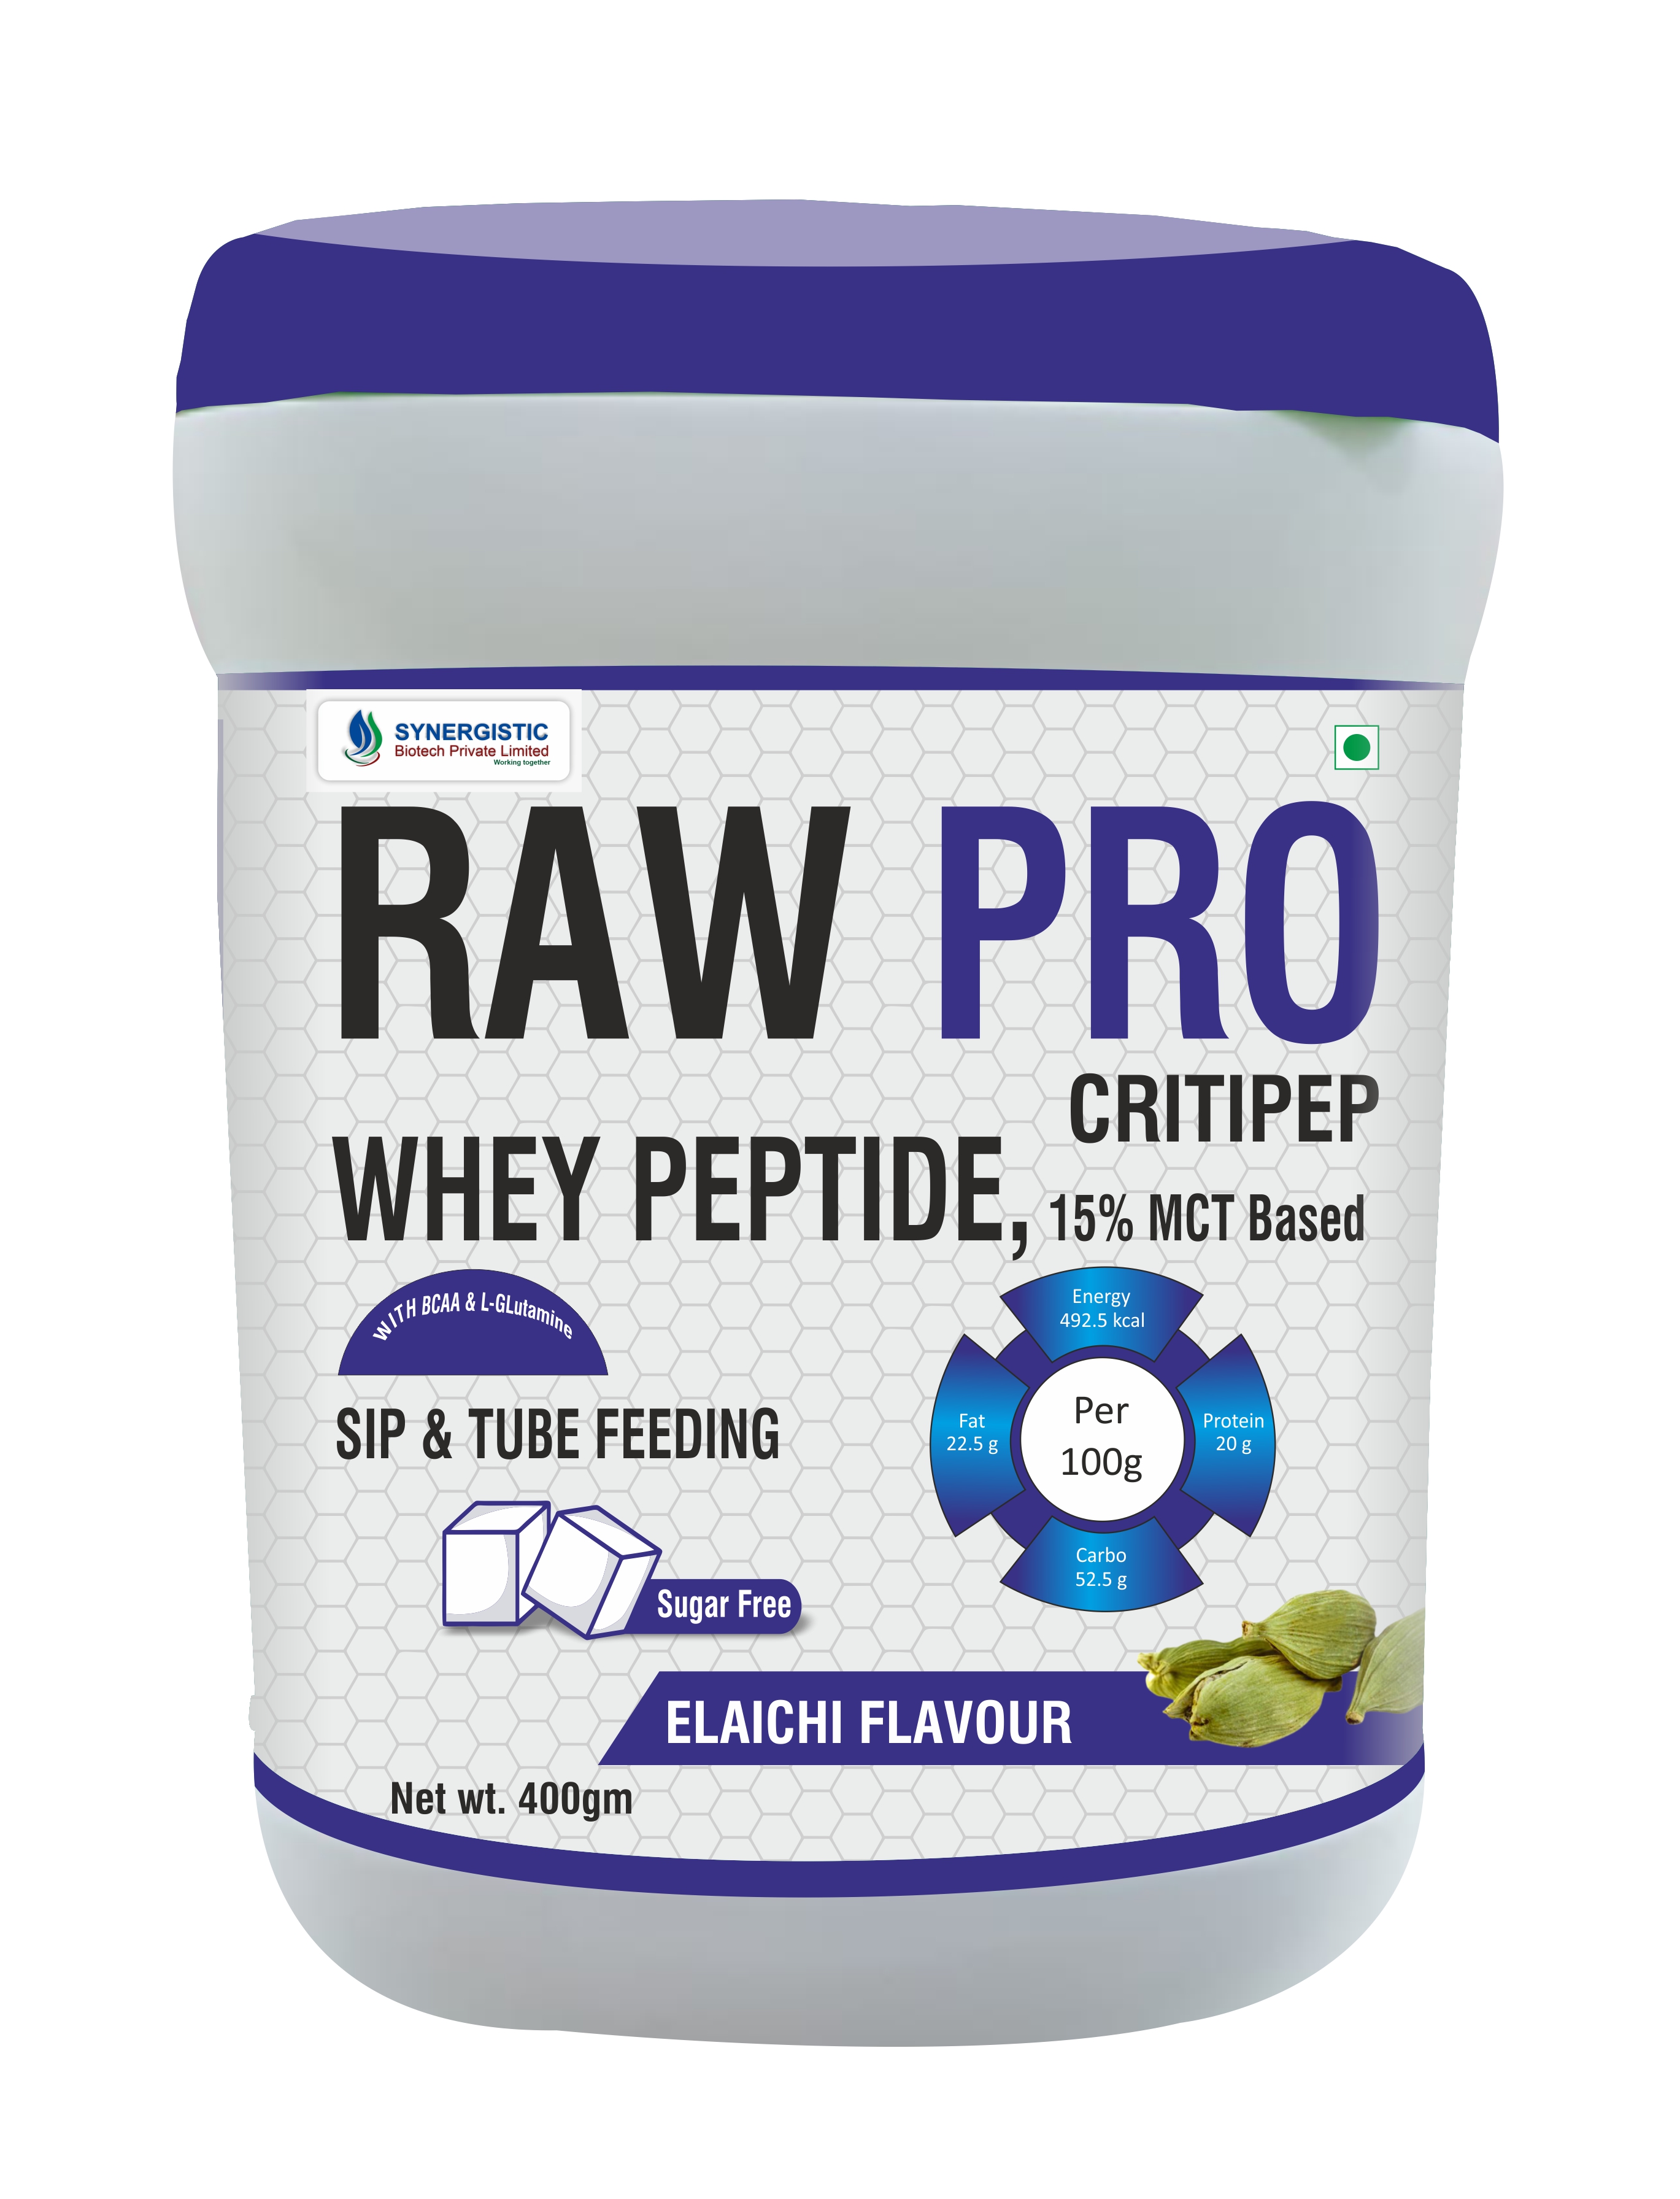 SYNERGISTIC
Biotech Private Limited
Working together
RAW PRO
CRITIPEP
WHEY PEPTIDE, 15% MCT Based
WITH BCAA & L-GLutamine
SIP & TUBE FEEDING
Energy
492.5 kcal
Fat
22.5 g
Per
100g
Protein
20 g
Carbo
52.5 g
Sugar Free
ELAICHI FLAVOUR
Net wt. 400gm